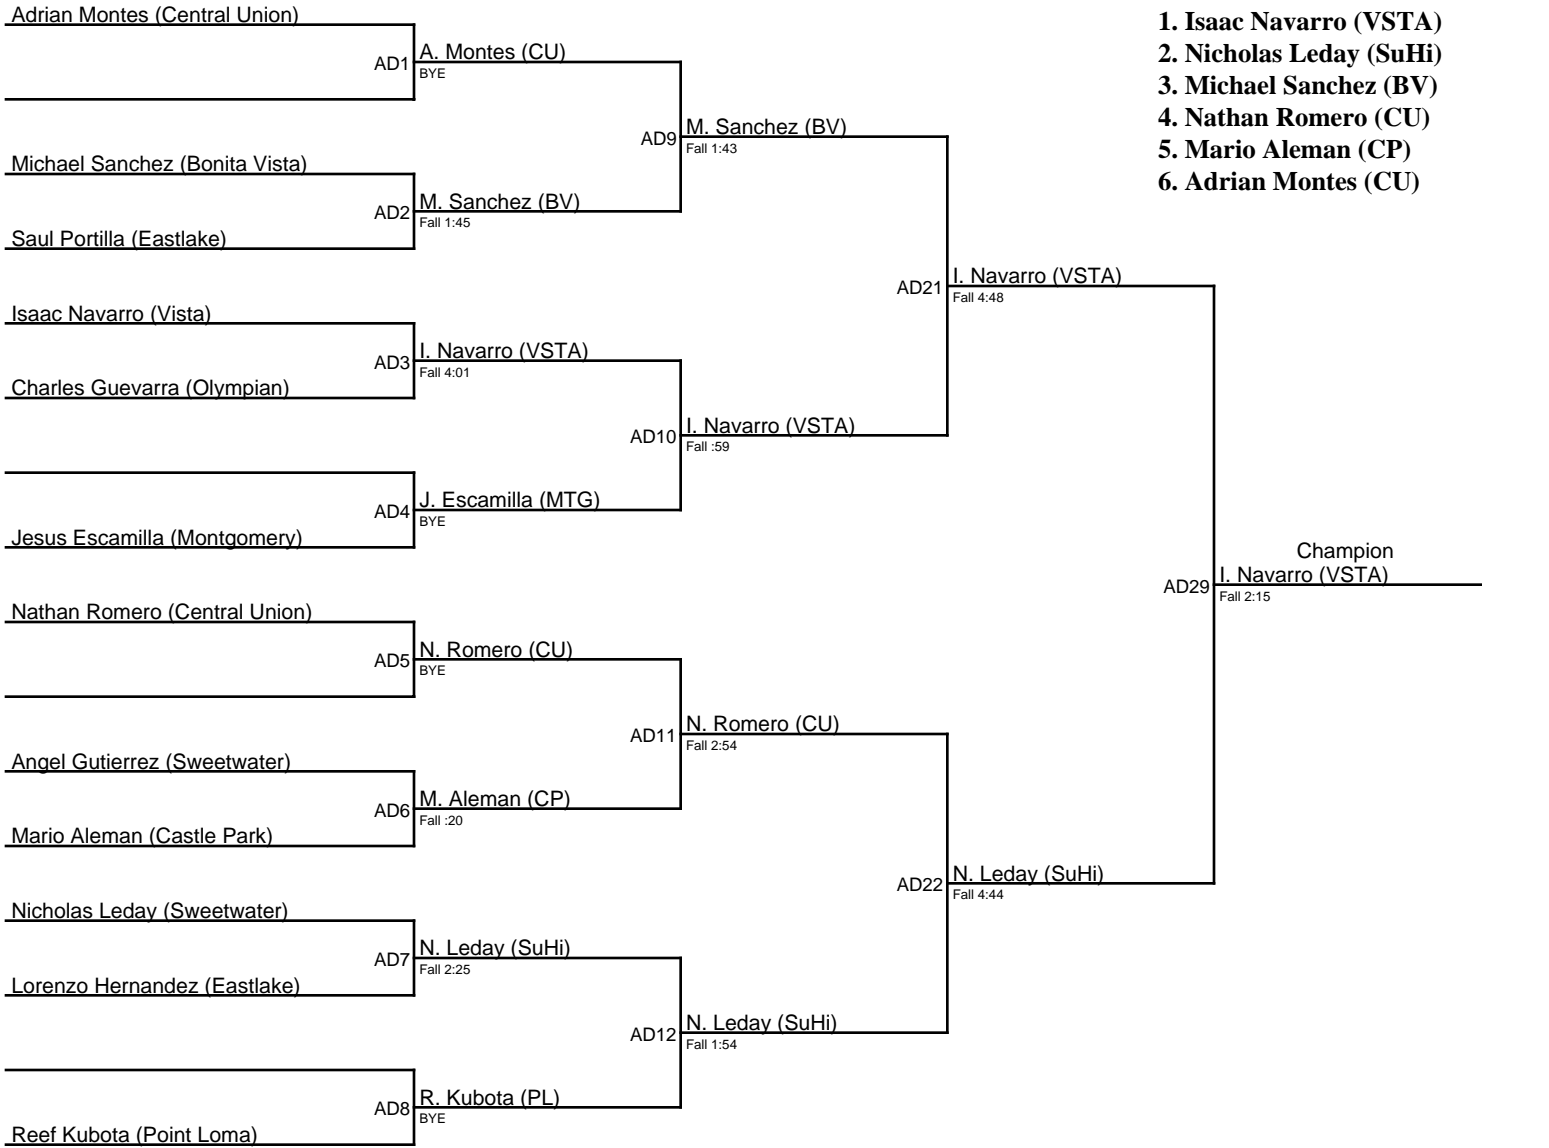 Adrian Montes (Central Union)
AD1
A. Montes (CU)
BYE
Michael Sanchez (Bonita Vista)
AD2
M. Sanchez (BV)
Fall 1:45
Saul Portilla (Eastlake)
AD9
M. Sanchez (BV)
Fall 1:43
Isaac Navarro (Vista)
AD3
I. Navarro (VSTA)
Fall 4:01
Charles Guevarra (Olympian)
AD10
I. Navarro (VSTA)
Fall :59
AD4
J. Escamilla (MTG)
BYE
Jesus Escamilla (Montgomery)
AD21
I. Navarro (VSTA)
Fall 4:48
Nathan Romero (Central Union)
AD5
N. Romero (CU)
BYE
AD11
N. Romero (CU)
Fall 2:54
Angel Gutierrez (Sweetwater)
AD6
M. Aleman (CP)
Fall :20
Mario Aleman (Castle Park)
AD22
N. Leday (SuHi)
Fall 4:44
Nicholas Leday (Sweetwater)
AD7
N. Leday (SuHi)
Fall 2:25
Lorenzo Hernandez (Eastlake)
AD12
N. Leday (SuHi)
Fall 1:54
AD8
R. Kubota (PL)
BYE
Reef Kubota (Point Loma)
Champion
AD29
I. Navarro (VSTA)
Fall 2:15
1. Isaac Navarro (VSTA)
2. Nicholas Leday (SuHi)
3. Michael Sanchez (BV)
4. Nathan Romero (CU)
5. Mario Aleman (CP)
6. Adrian Montes (CU)